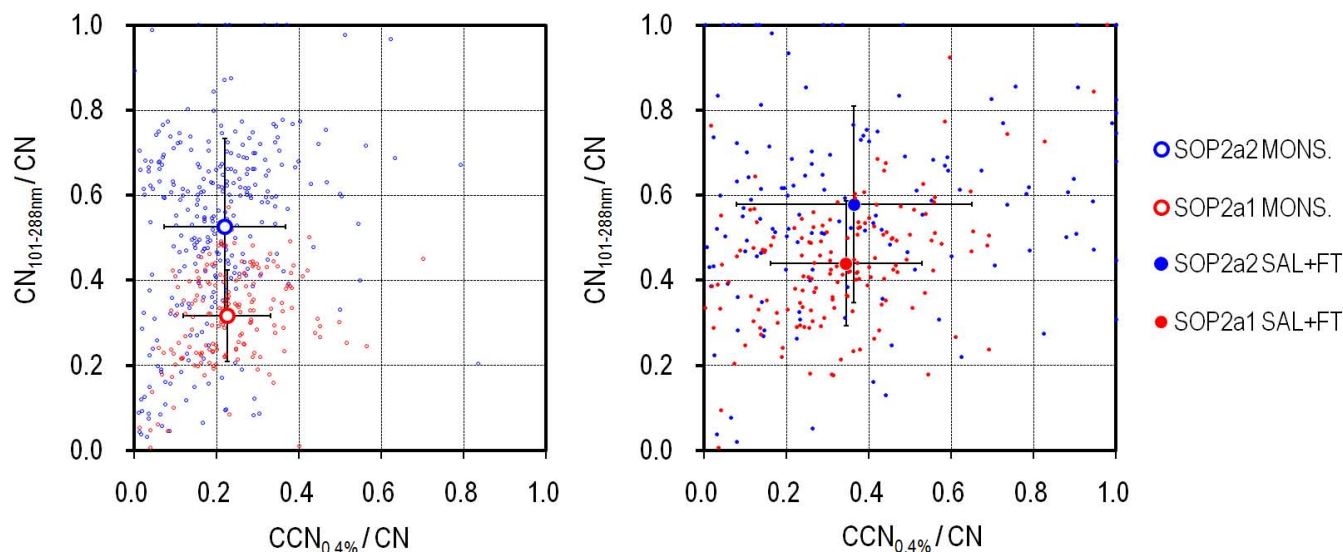 1.0
0.8
0.6
0.4
0.2
0.0
CN101-288nm / CN
0.0 0.2 0.4 0.6 0.8 1.0
CCN0.4% / CN
1.0
0.8
0.6
0.4
0.2
0.0
CN101-288nm / CN
0.0 0.2 0.4 0.6 0.8 1.0
CCN0.4% / CN
SOP2a2 MONS.
SOP2a1 MONS.
SOP2a2 SAL+FT
SOP2a1 SAL+FT